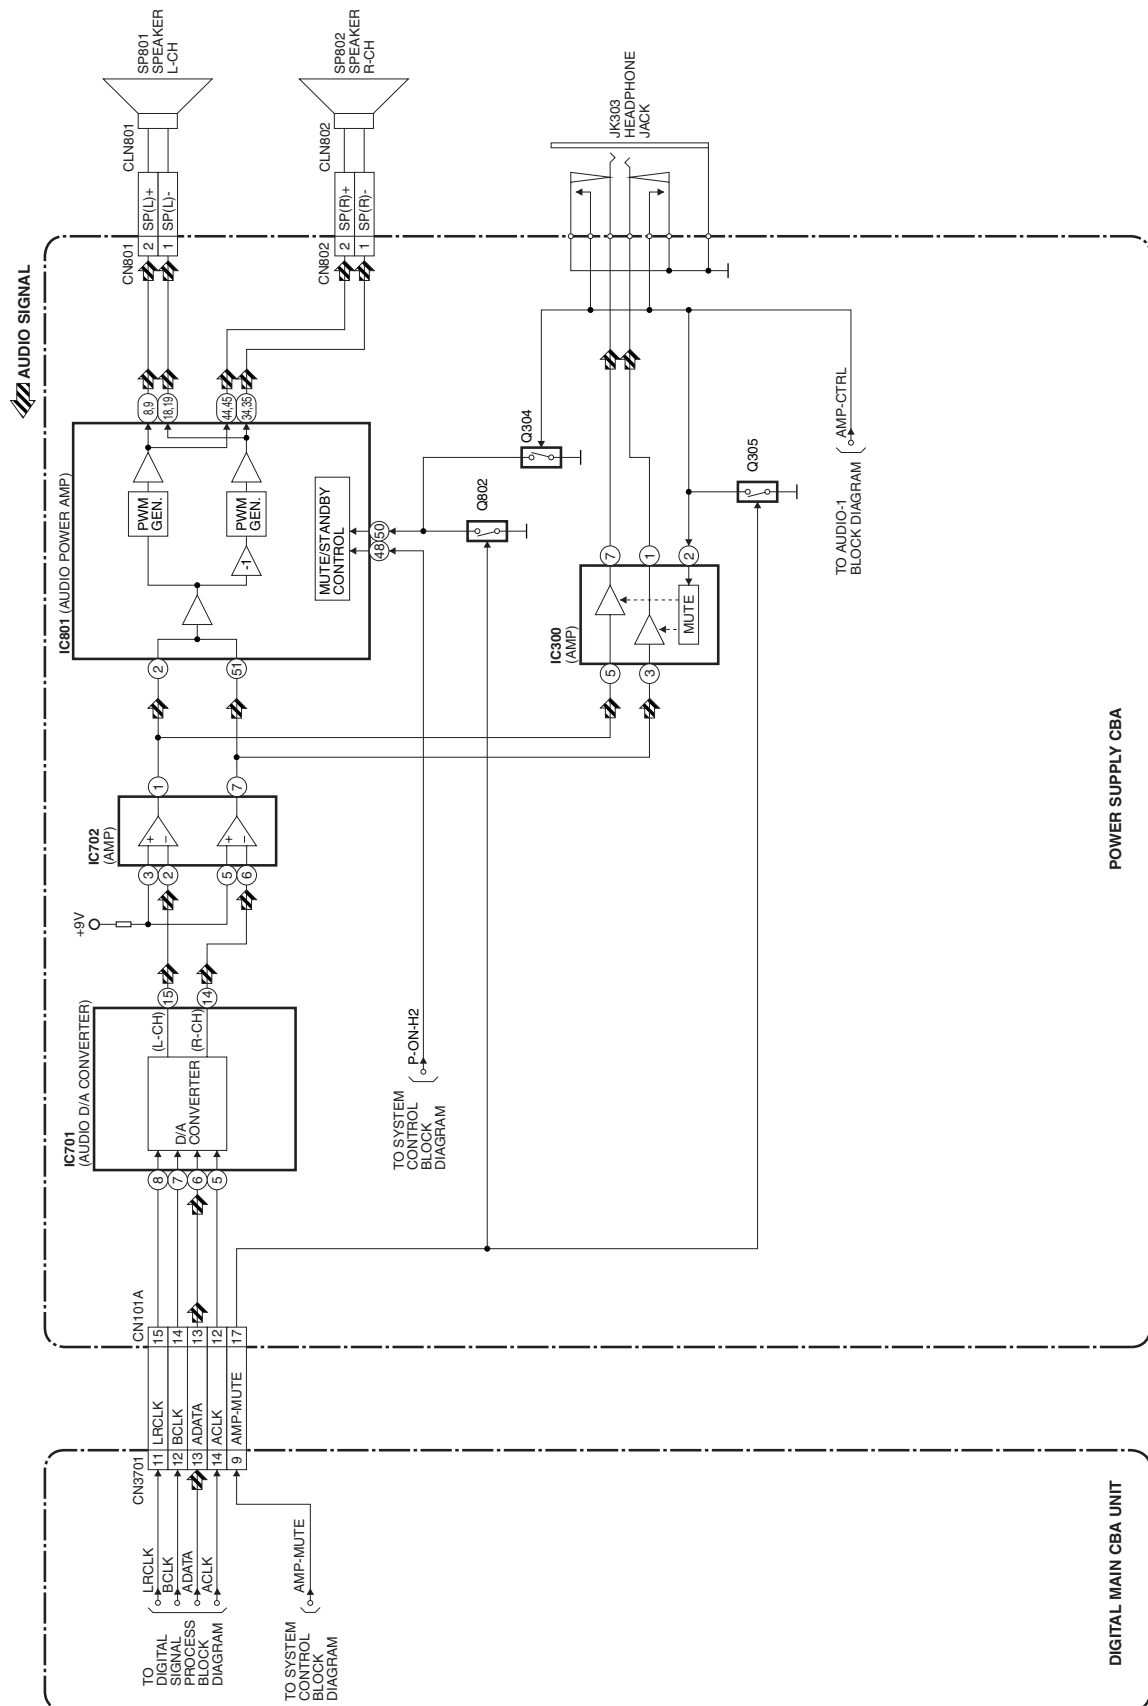 AUDIO SIGNAL
TO
DIGITAL
SIGNAL
PROCESS
BLOCK
DIAGRAM
LRCLK
BCLK
ADATA
ACLK
TO SYSTEM
CONTROL
BLOCK
DIAGRAM
AMP-MUTE
CN3701
11 LRCLK 15
12 BCLK 14
13 ADATA 13
14 ACLK 12
9 AMP-MUTE 17
CN101A
DIGITAL MAIN CBA UNIT
IC701
(AUDIO D/A CONVERTER)
8
7
6
5
D/A
CONVERTER
(L-CH)
15
(R-CH)
14
+9V
IC702
(AMP)
3
2
5
6
+
–
+
–
1
7
IC801 (AUDIO POWER AMP)
2
51
-1
PWM
GEN.
PWM
GEN.
8,9
18,19
44,45
34,35
MUTE/STANDBY
CONTROL
48
50
TO SYSTEM
CONTROL
BLOCK
DIAGRAM
P-ON-H2
Q802
Q304
CN801
2 SP(L)+
1 SP(L)-
CLN801
SP801
SPEAKER
L-CH
CN802
2 SP(R)+
1 SP(R)-
CLN802
SP802
SPEAKER
R-CH
IC300
(AMP)
5
3
MUTE
7
1
2
JK303
HEADPHONE
JACK
Q305
TO AUDIO-1
BLOCK DIAGRAM
AMP-CTRL
POWER SUPPLY CBA